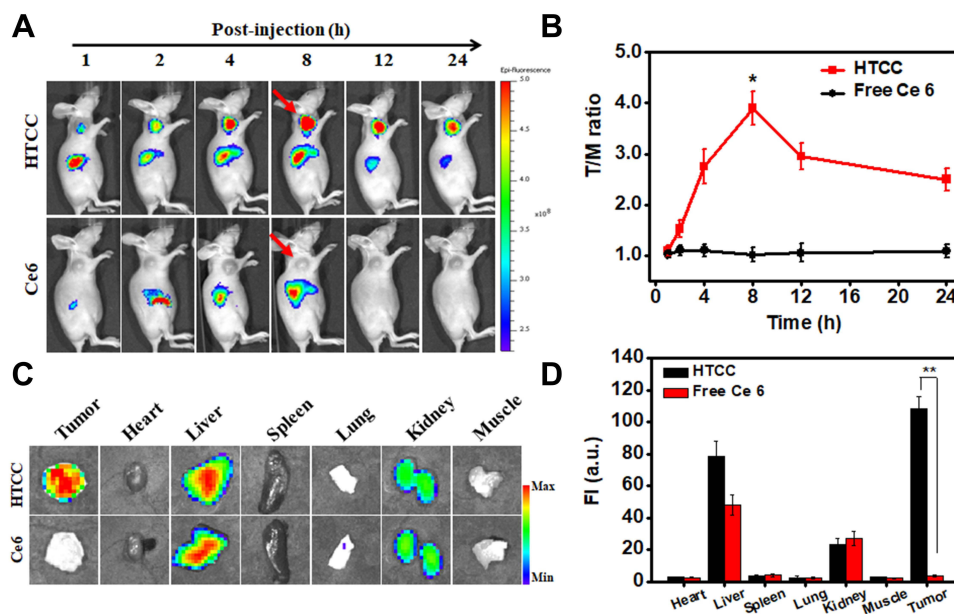 A
Post-injection (h)
1 2 4 8 12 24
HTCC
Ce6
Epi-fluorescence
5.0
4.5
4.0
3.5
3.0
2.5
x10⁸
B
5.0
4.0
3.0
2.0
1.0
T/M ratio
HTCC
Free Ce 6
*
0 4 8 12 16 20 24
Time (h)
C
Tumor Heart Liver Spleen Lung Kidney Muscle
HTCC
Ce6
Max
Min
D
140
120
100
80
60
40
20
0
FI (a.u.)
HTCC
Free Ce 6
**
Heart Liver Spleen Lung Kidney Muscle Tumor